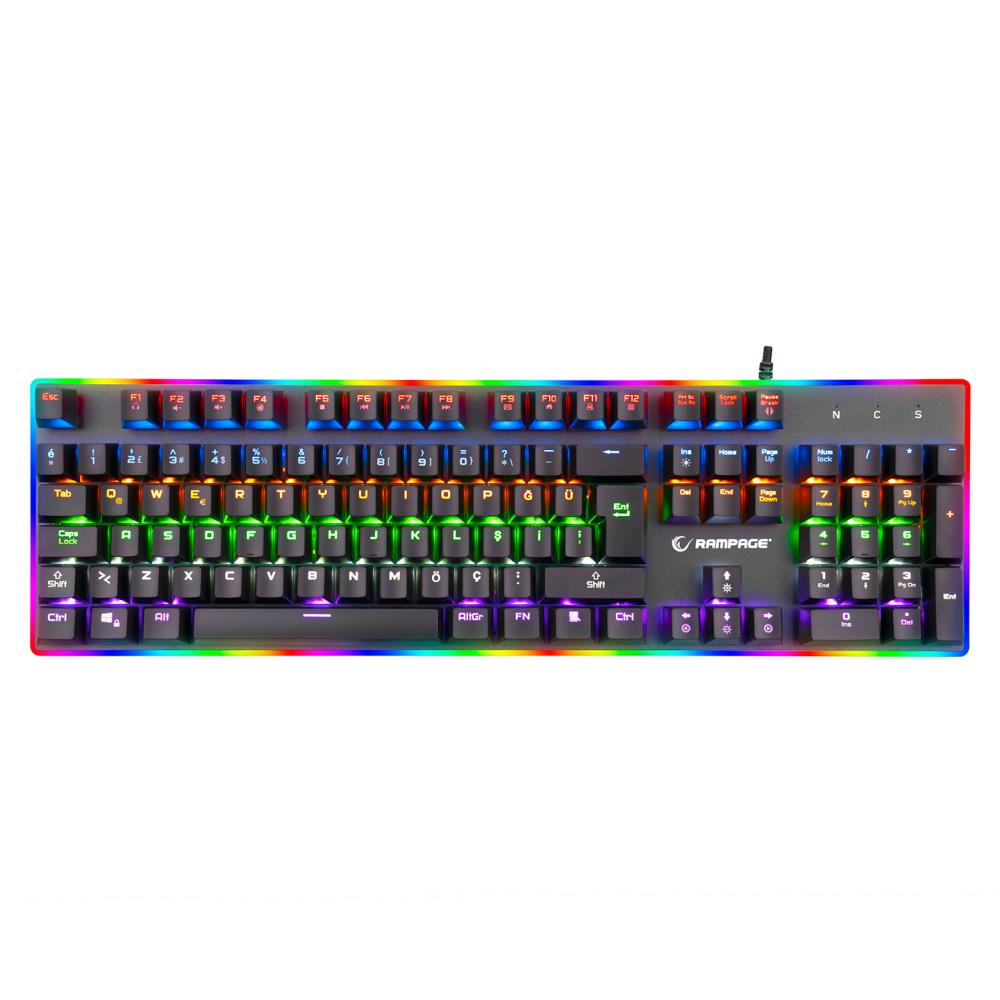 Esc F1 F2 F3 F4 F5 F6 F7 F8 F9 F10 F11 F12 Prt Sc Scroll Pause
Sys Rq Lock Break
N C S
é ! ' ^ + % & / ( ) = ? _ Ins Home Page Num / * -
1 2 £ 3 # 4 $ 5 ½ 6 7 { 8 [ 9 ] 0 } * \ - Up lock
Tab Q W E R T Y U I O P Ğ Ü Ent Del End Page 7 8 9 +
@ € Down Home Pg Up
Caps A S D F G H J K L Ş İ ; RAMPAGE 4 5 6
Lock
Shift Z X C V B N M Ö Ç : Shift 1 2 3 Ent
. End Pg Dn
Ctrl Alt AltGr FN Ctrl 0 .
Ins Del